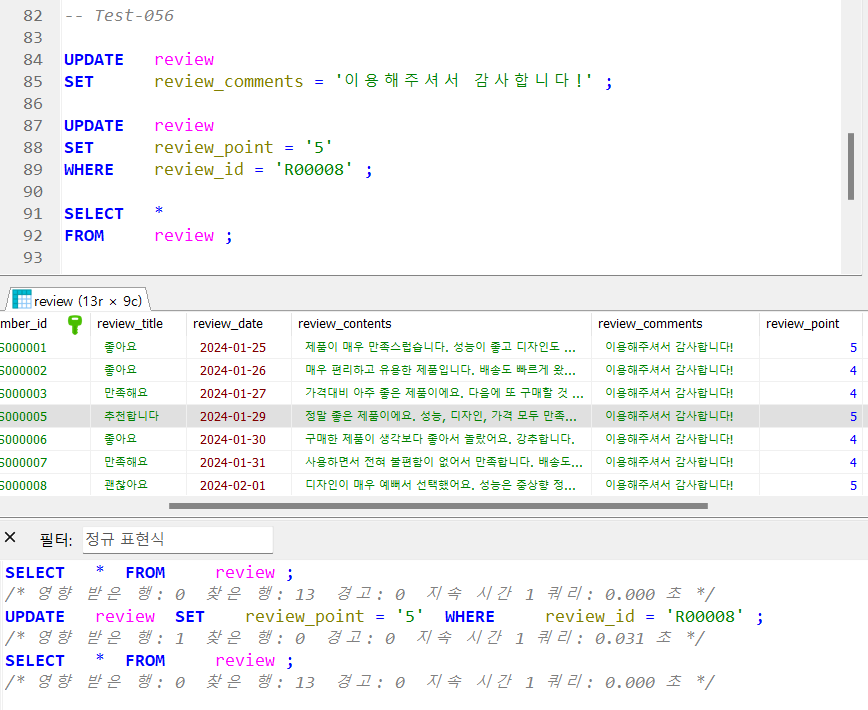 82 -- Test-056
83
84 UPDATE review
85 SET review_comments = '이용해주셔서 감사합니다!' ;
86
87 UPDATE review
88 SET review_point = '5'
89 WHERE review_id = 'R00008' ;
90
91 SELECT *
92 FROM review ;
93
review (13r × 9c)
mber_id review_title review_date review_contents review_comments review_point
S000001 좋아요 2024-01-25 제품이 매우 만족스럽습니다. 성능이 좋고 디자인도 ... 이용해주셔서 감사합니다! 5
S000002 좋아요 2024-01-26 매우 편리하고 유용한 제품입니다. 배송도 빠르게 왔... 이용해주셔서 감사합니다! 4
S000003 만족해요 2024-01-27 가격대비 아주 좋은 제품이에요. 다음에 또 구매할 것 ... 이용해주셔서 감사합니다! 4
S000005 추천합니다 2024-01-29 정말 좋은 제품이에요. 성능, 디자인, 가격 모두 만족... 이용해주셔서 감사합니다! 5
S000006 좋아요 2024-01-30 구매한 제품이 생각보다 좋아서 놀랐어요. 강추합니다. 이용해주셔서 감사합니다! 4
S000007 만족해요 2024-01-31 사용하면서 전혀 불편함이 없어서 만족합니다. 배송도... 이용해주셔서 감사합니다! 4
S000008 괜찮아요 2024-02-01 디자인이 매우 예뻐서 선택했어요. 성능은 중상향 정... 이용해주셔서 감사합니다! 5
필터: 정규 표현식
SELECT * FROM review ;
/* 영향 받은 행: 0 찾은 행: 13 경고: 0 지속 시간 1 쿼리: 0.000 초 */
UPDATE review SET review_point = '5' WHERE review_id = 'R00008' ;
/* 영향 받은 행: 1 찾은 행: 0 경고: 0 지속 시간 1 쿼리: 0.031 초 */
SELECT * FROM review ;
/* 영향 받은 행: 0 찾은 행: 13 경고: 0 지속 시간 1 쿼리: 0.000 초 */